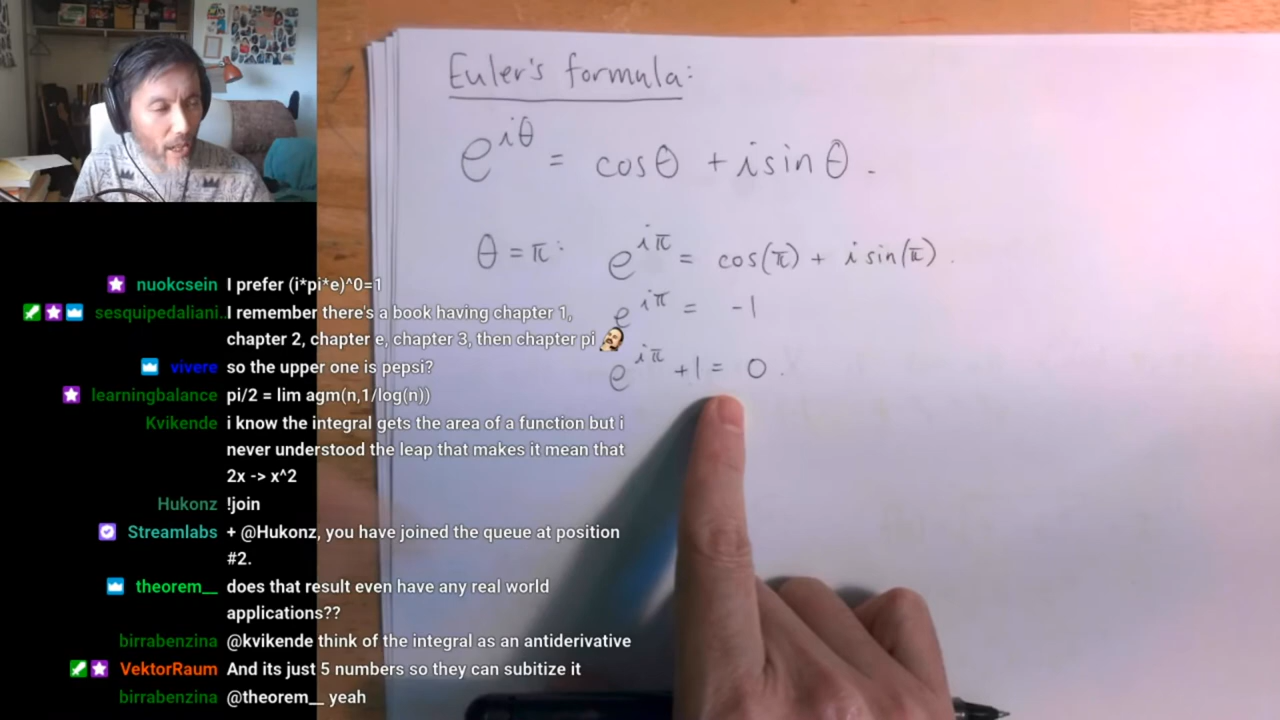 Euler's formula:
e^{iθ} = cosθ + i sin θ.
θ = π: e^{iπ} = cos(π) + i sin(π).
e^{iπ} = -1
e^{iπ} +1 = 0.
nuokcsein I prefer (i*pi*e)^0=1
sesquipedaliani.. I remember there's a book having chapter 1,
chapter 2, chapter e, chapter 3, then chapter pi
vivere so the upper one is pepsi?
learningbalance pi/2 = lim agm(n,1/log(n))
Kvikende i know the integral gets the area of a function but i
never understood the leap that makes it mean that
2x -> x^2
Hukonz !join
Streamlabs + @Hukonz, you have joined the queue at position
#2.
theorem__ does that result even have any real world
applications??
birrabenzina @kvikende think of the integral as an antiderivative
VektorRaum And its just 5 numbers so they can subitize it
birrabenzina @theorem__ yeah